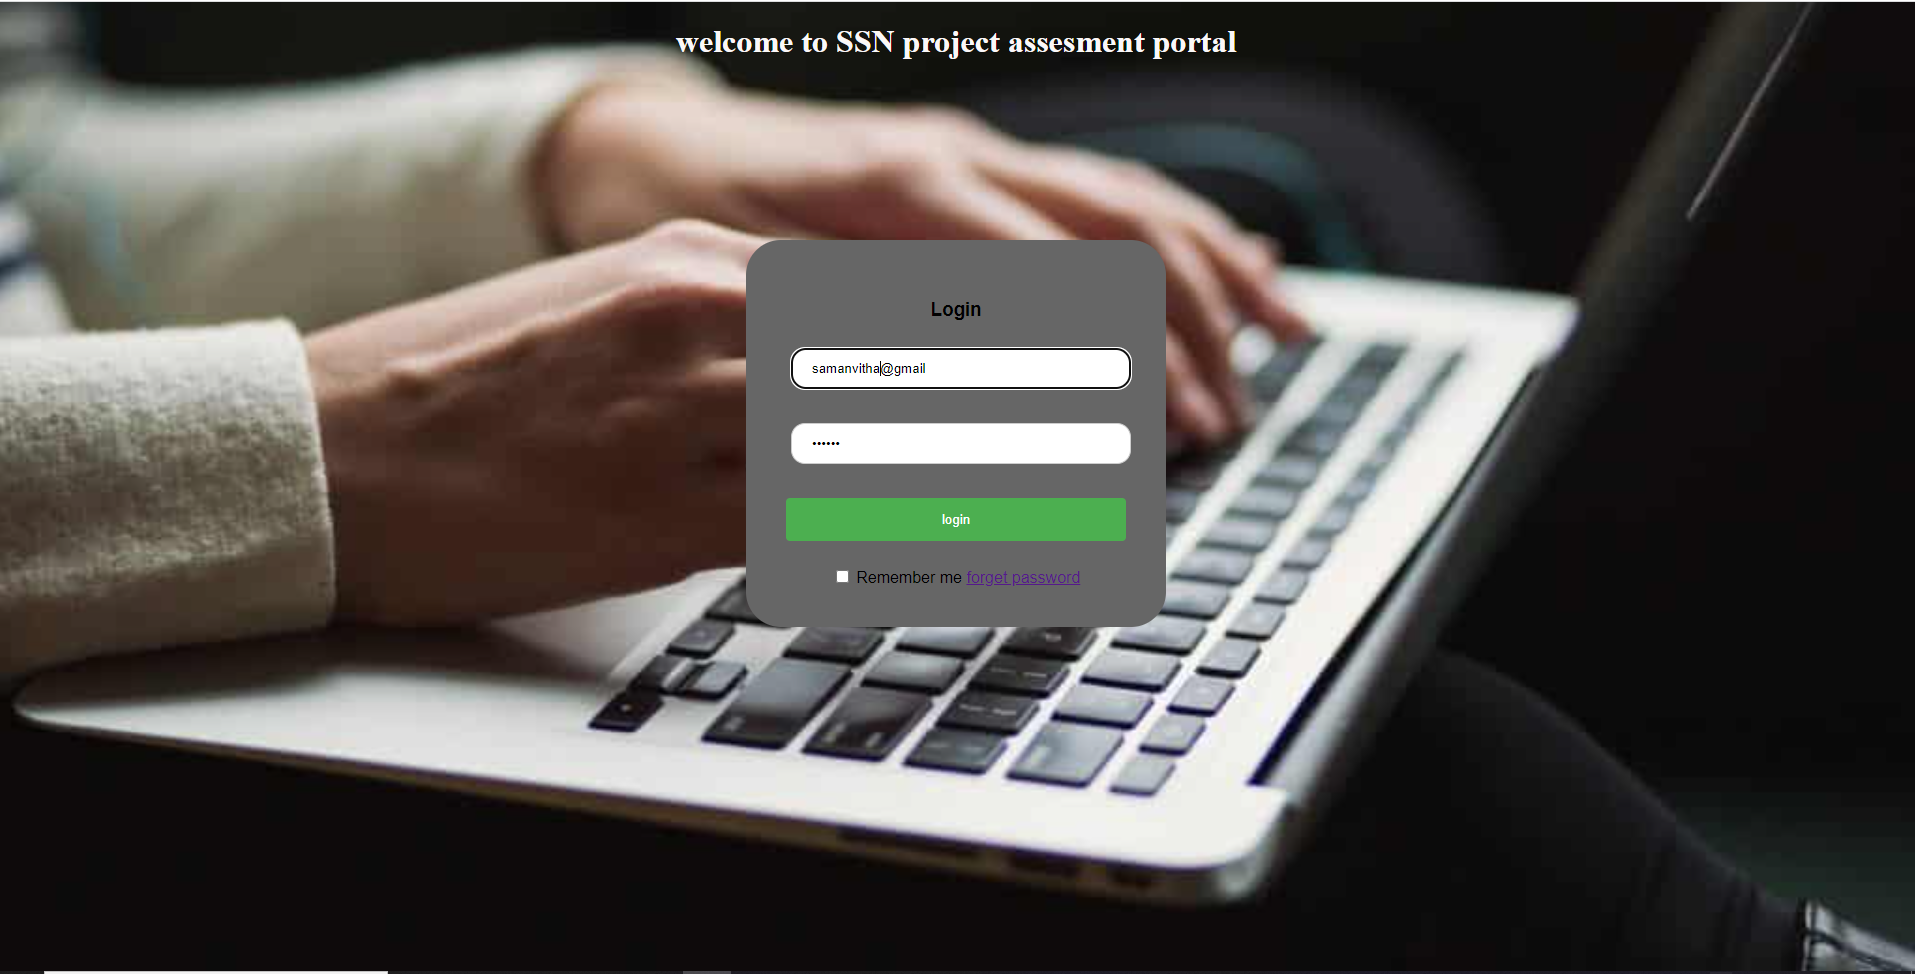 welcome to SSN project assesment portal
Login
samanvitha@gmail
••••••
login
Remember me forget password